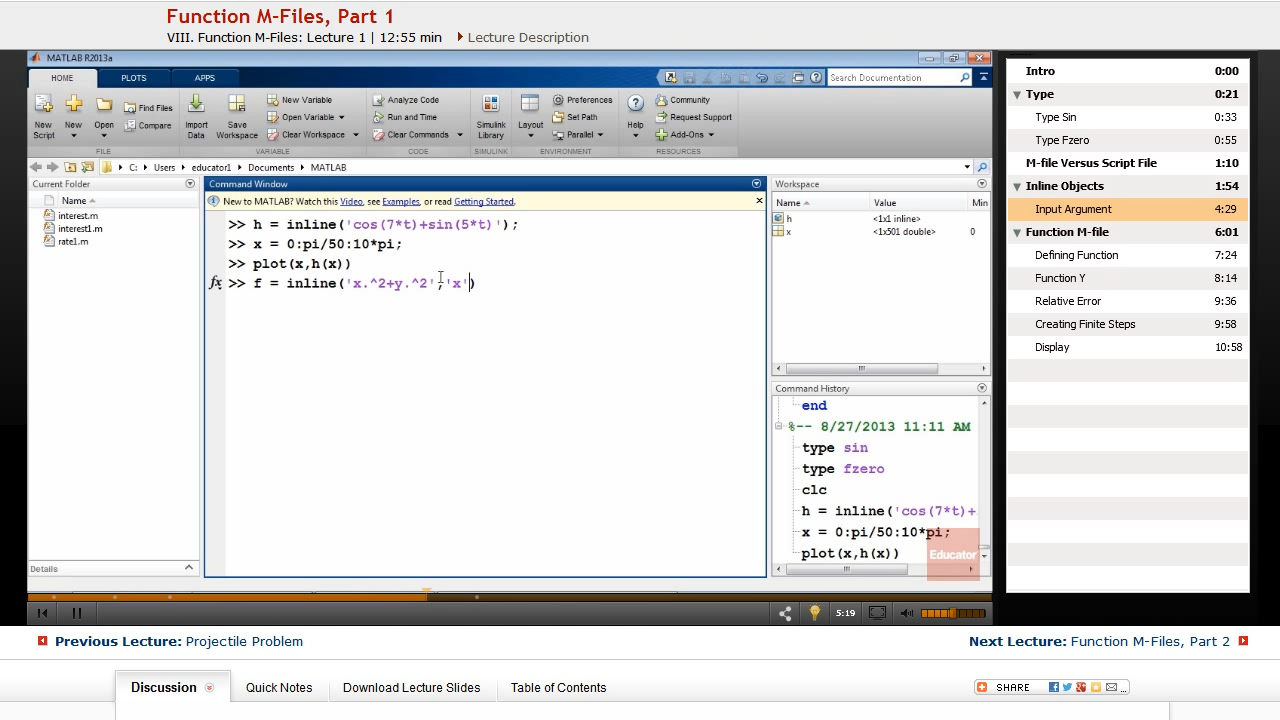 Function M-Files, Part 1
VIII. Function M-Files: Lecture 1 | 12:55 min Lecture Description
MATLAB R2013a
HOME PLOTS APPS Search Documentation
New Script
New
Open
Find Files
Compare
FILE
Import Data
Save Workspace
New Variable
Open Variable
Clear Workspace
VARIABLE
Analyze Code
Run and Time
Clear Commands
CODE
Simulink Library
SIMULINK
Layout
Preferences
Set Path
Parallel
ENVIRONMENT
Help
Community
Request Support
Add-Ons
RESOURCES
C: Users educator1 Documents MATLAB
Current Folder
Name
interest.m
interest1.m
rate1.m
Details
Command Window
New to MATLAB? Watch this Video, see Examples, or read Getting Started.
>> h = inline('cos(7*t)+sin(5*t)');
>> x = 0:pi/50:10*pi;
>> plot(x,h(x))
fx >> f = inline('x.^2+y.^2','x')
Workspace
Name Value Min
h <1x1 inline>
x <1x501 double> 0
Command History
end
%-- 8/27/2013 11:11 AM
type sin
type fzero
clc
h = inline('cos(7*t)+
x = 0:pi/50:10*pi;
plot(x,h(x))
Educator
5:19
Intro 0:00
Type 0:21
Type Sin 0:33
Type Fzero 0:55
M-file Versus Script File 1:10
Inline Objects 1:54
Input Argument 4:29
Function M-file 6:01
Defining Function 7:24
Function Y 8:14
Relative Error 9:36
Creating Finite Steps 9:58
Display 10:58
Previous Lecture: Projectile Problem
Next Lecture: Function M-Files, Part 2
Discussion Quick Notes Download Lecture Slides Table of Contents
SHARE